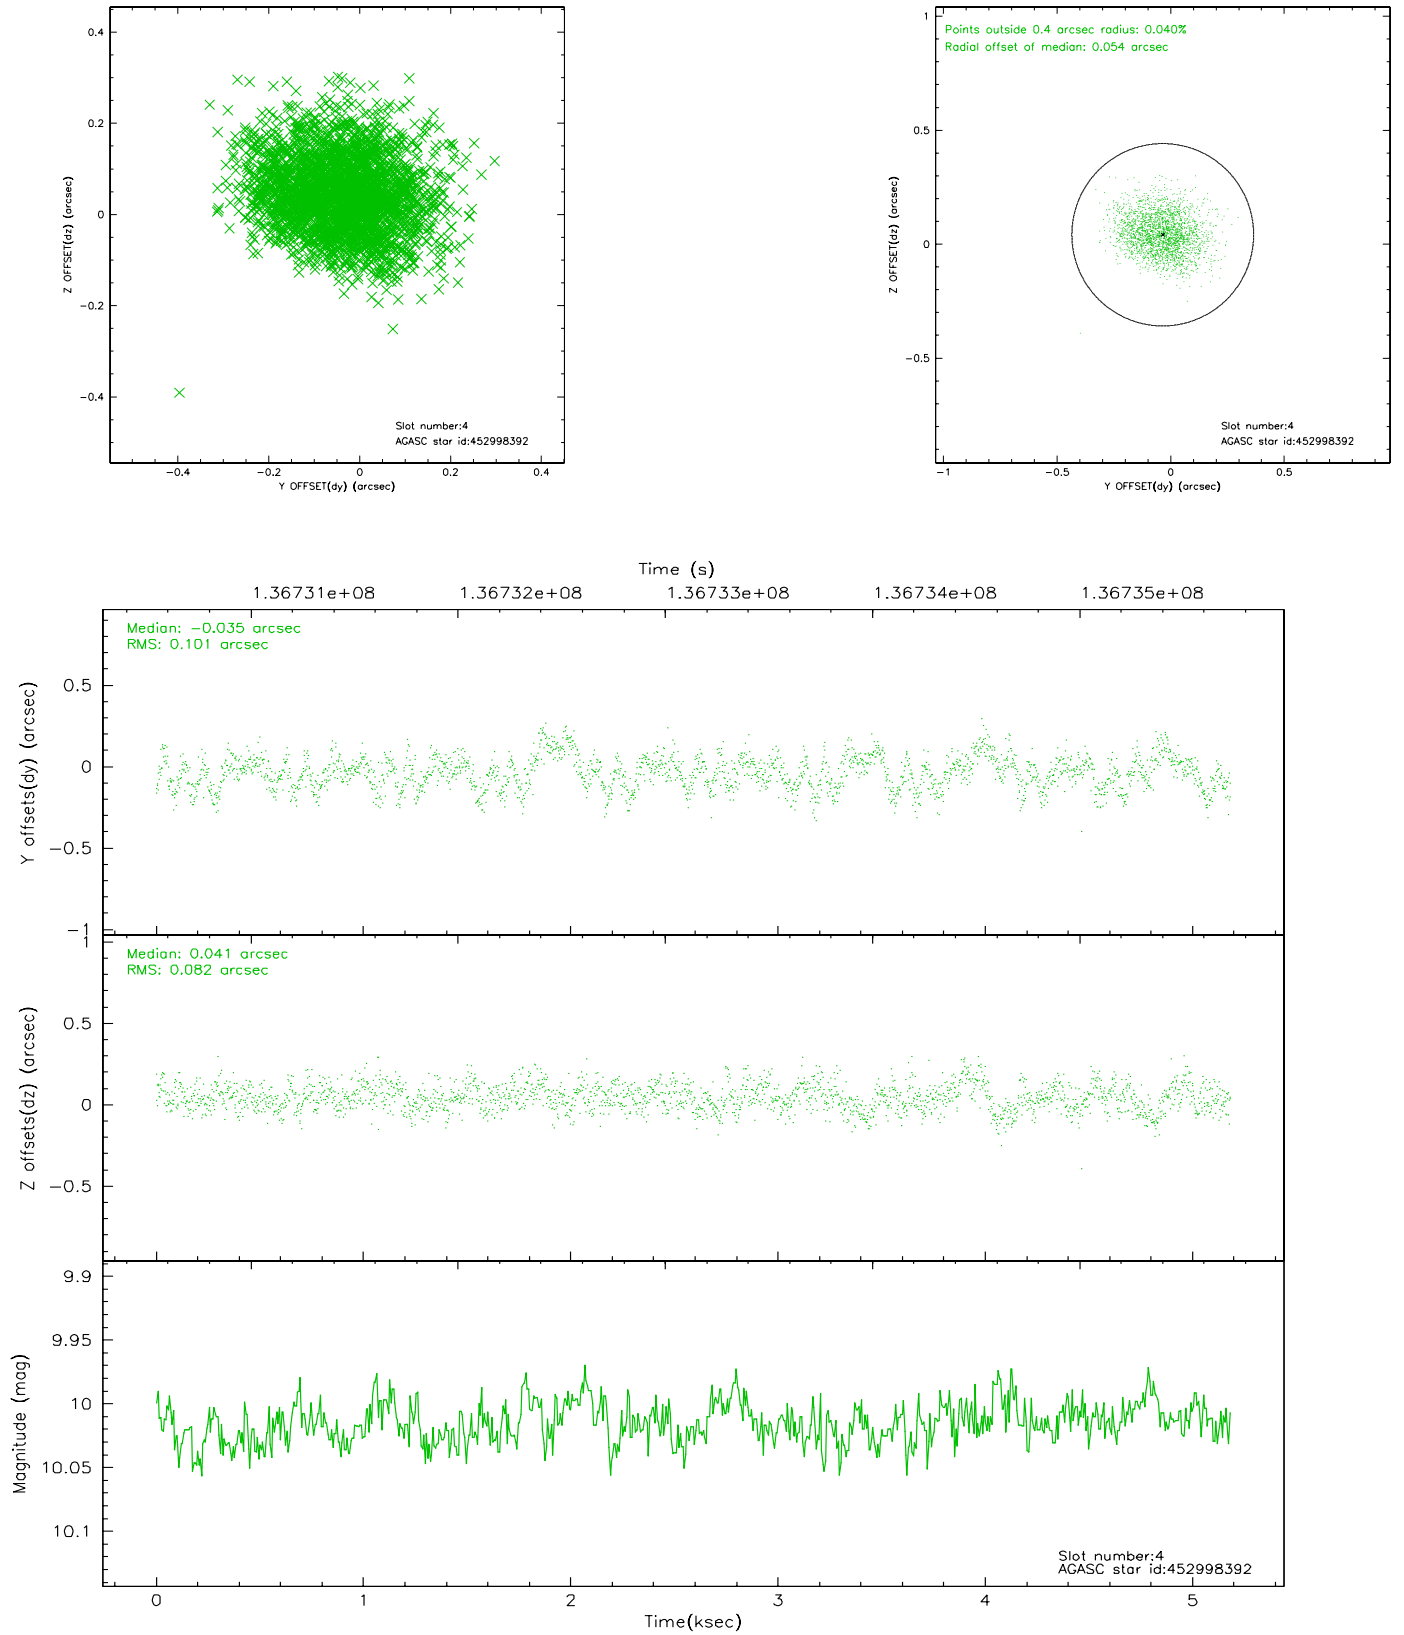 0.4
0.2
0
−0.2
−0.4
Z OFFSET(dz) (arcsec)
Slot number:4
AGASC star id:452998392
−0.4 −0.2 0 0.2 0.4
Y OFFSET(dy) (arcsec)
Points outside 0.4 arcsec radius: 0.040%
Radial offset of median: 0.054 arcsec
1
0.5
0
−0.5
Z OFFSET(dz) (arcsec)
Slot number:4
AGASC star id:452998392
−1 −0.5 0 0.5
Y OFFSET(dy) (arcsec)
Time (s)
1.36731e+08 1.36732e+08 1.36733e+08 1.36734e+08 1.36735e+08
Median: −0.035 arcsec
RMS: 0.101 arcsec
0.5
0
−0.5
−1
Y offsets(dy) (arcsec)
Median: 0.041 arcsec
RMS: 0.082 arcsec
1
0.5
0
−0.5
Z offsets(dz) (arcsec)
9.9
9.95
10
10.05
10.1
Magnitude (mag)
Slot number:4
AGASC star id:452998392
0 1 2 3 4 5
Time(ksec)